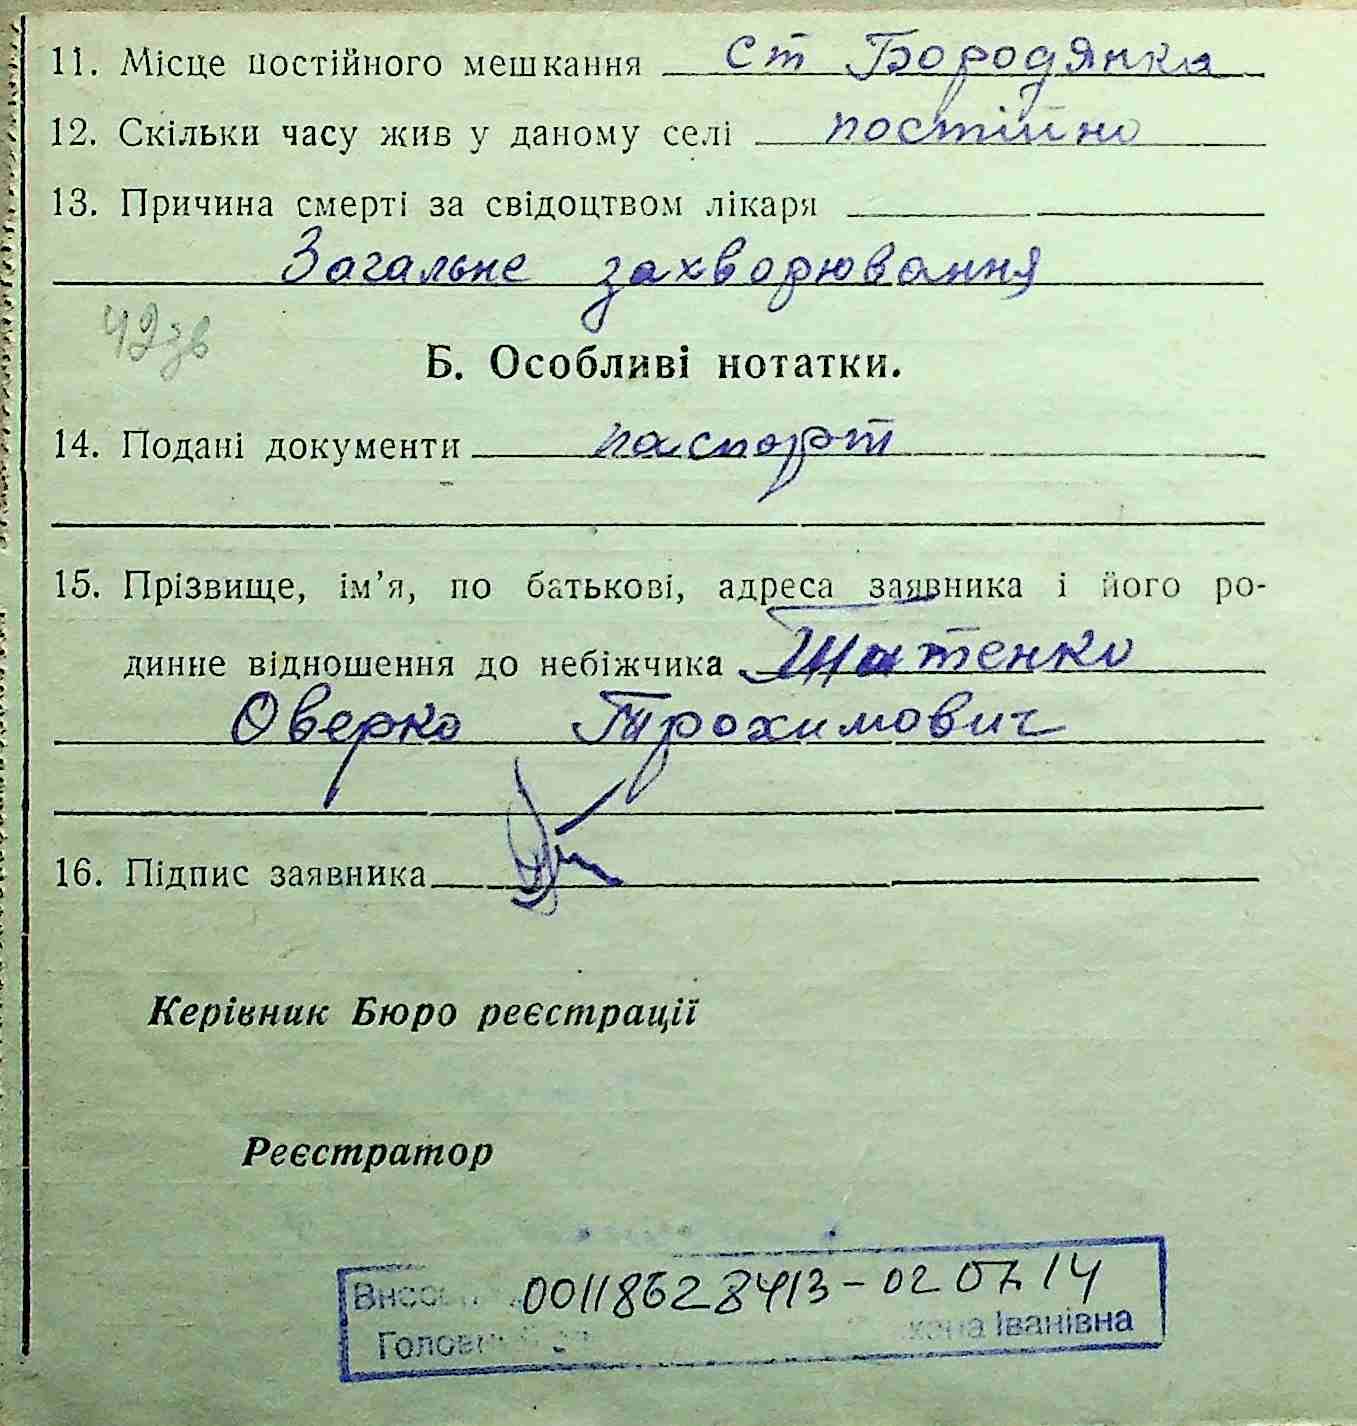 11. Місце постійного мешкання ст Бородянка
12. Скільки часу жив у даному селі постійно
13. Причина смерті за свідоцтвом лікаря
Загальне захворювання
42 зв
Б. Особливі нотатки.
14. Подані документи паспорт
15. Прізвище, ім’я, по батькові, адреса заявника і його ро-
динне відношення до небіжчика Титенко
Оверко Трохимович
16. Підпис заявника
Керівник Бюро реєстрації
Реєстратор
00118628413 - 02 07. 14
Іванівна